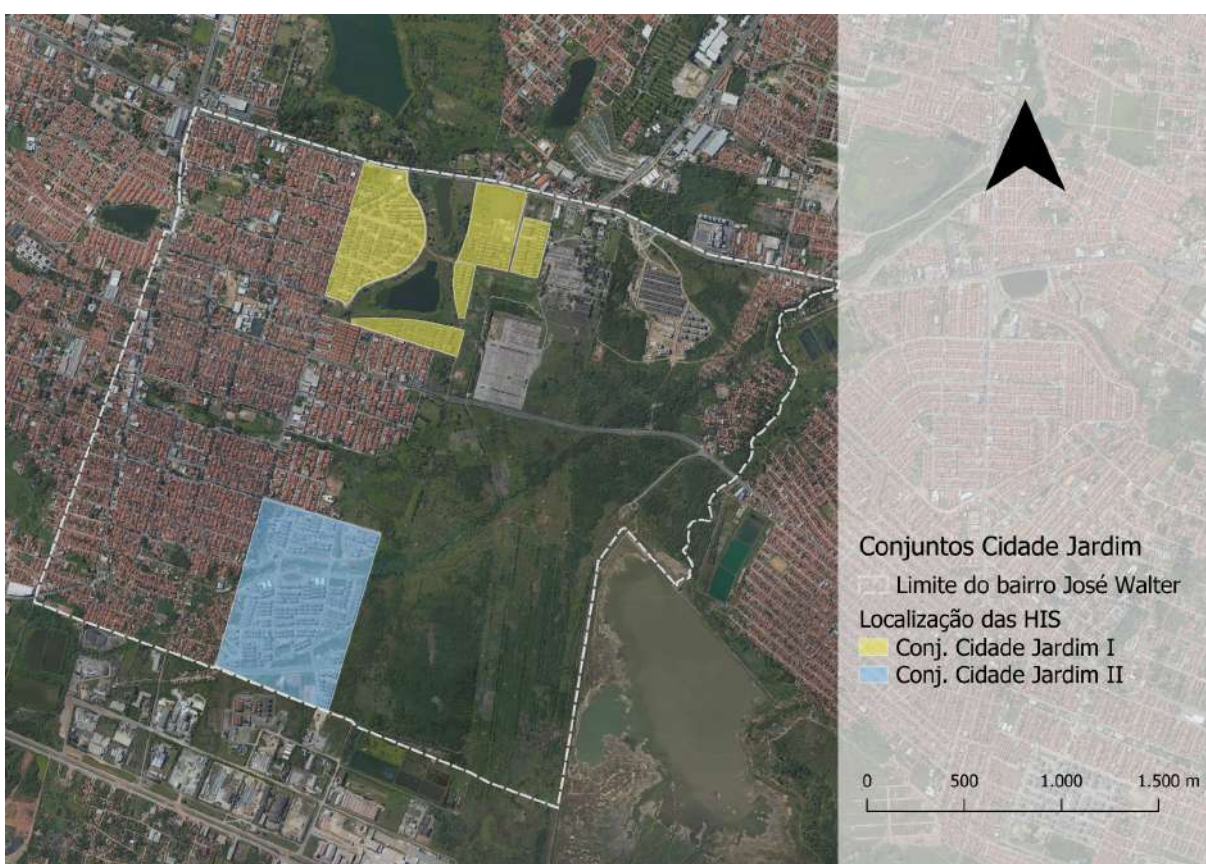 Conjuntos Cidade Jardim
Limite do bairro José Walter
Localização das HIS
Conj. Cidade Jardim I
Conj. Cidade Jardim II
0 500 1.000 1.500 m